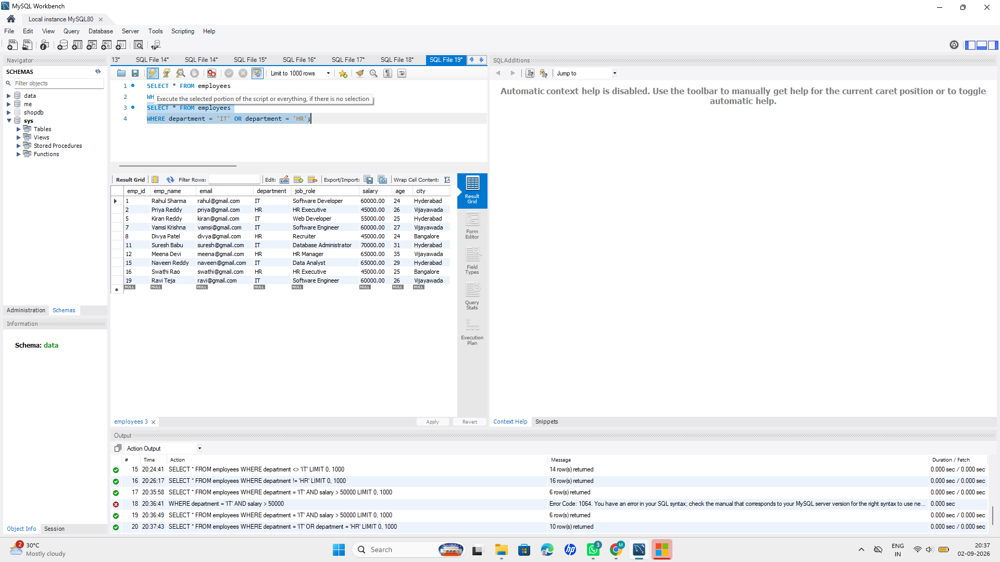 MySQL Workbench
Local instance MySQL80
File Edit View Query Database Server Tools Scripting Help
Navigator
SCHEMAS
Filter objects
data
me
shopdb
sys
Tables
Views
Stored Procedures
Functions
Administration Schemas
Information
Schema: data
Object Info Session
13* SQL File 14* SQL File 14* SQL File 15* SQL File 16* SQL File 17* SQL File 18* SQL File 19*
Limit to 1000 rows
1 SELECT * FROM employees
2 WH
Execute the selected portion of the script or everything, if there is no selection
3 SELECT * FROM employees
4 WHERE department = 'IT' OR department = 'HR';
Result Grid Filter Rows: Edit: Export/Import: Wrap Cell Content:
emp_id emp_name email department job_role salary age city
1 Rahul Sharma rahul@gmail.com IT Software Developer 60000.00 24 Hyderabad
2 Priya Reddy priya@gmail.com HR HR Executive 45000.00 26 Vijayawada
5 Kiran Reddy kiran@gmail.com IT Web Developer 55000.00 25 Hyderabad
7 Vamsi Krishna vamsi@gmail.com IT Software Engineer 60000.00 27 Vijayawada
8 Divya Patel divya@gmail.com HR Recruiter 45000.00 24 Bangalore
11 Suresh Babu suresh@gmail.com IT Database Administrator 70000.00 31 Hyderabad
12 Meena Devi meena@gmail.com HR HR Manager 65000.00 35 Vijayawada
15 Naveen Reddy naveen@gmail.com IT Data Analyst 65000.00 29 Hyderabad
16 Swathi Rao swathi@gmail.com HR HR Executive 45000.00 25 Bangalore
19 Ravi Teja ravi@gmail.com IT Software Engineer 60000.00 26 Vijayawada
NULL NULL NULL NULL NULL NULL NULL NULL
Result
Grid
Form
Editor
Field
Types
Query
Stats
Execution
Plan
employees 3 Apply Revert
SQLAdditions
Jump to
Automatic context help is disabled. Use the toolbar to manually get help for the current caret position or to toggle
automatic help.
Context Help Snippets
Output
Action Output
# Time Action Message Duration / Fetch
15 20:24:41 SELECT * FROM employees WHERE department <> 'IT' LIMIT 0, 1000 14 row(s) returned 0.000 sec / 0.000 sec
16 20:26:17 SELECT * FROM employees WHERE department != 'HR' LIMIT 0, 1000 16 row(s) returned 0.000 sec / 0.000 sec
17 20:35:58 SELECT * FROM employees WHERE department = 'IT' AND salary > 50000 LIMIT 0, 1000 6 row(s) returned 0.000 sec / 0.000 sec
18 20:36:41 WHERE department = 'IT' AND salary > 50000 Error Code: 1064. You have an error in your SQL syntax; check the manual that corresponds to your MySQL server version for the right syntax to use ne... 0.000 sec
19 20:36:49 SELECT * FROM employees WHERE department = 'IT' AND salary > 50000 LIMIT 0, 1000 6 row(s) returned 0.000 sec / 0.000 sec
20 20:37:43 SELECT * FROM employees WHERE department = 'IT' OR department = 'HR' LIMIT 0, 1000 10 row(s) returned 0.000 sec / 0.000 sec
2
30°C
Mostly cloudy
Search
hp
3
M
ENG
IN
20:37
02-09-2026